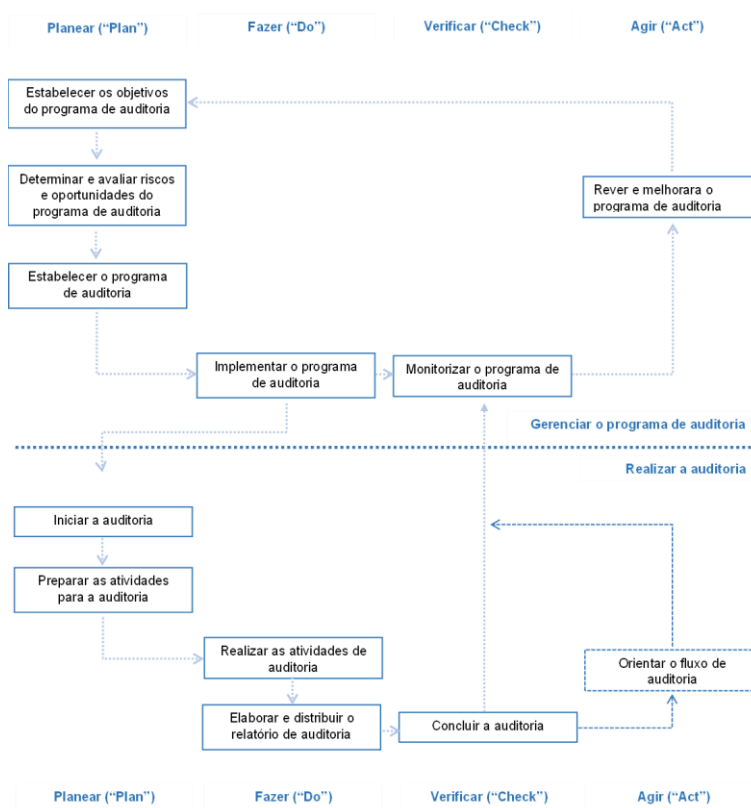 Planear (“Plan”)
Fazer (“Do”)
Verificar (“Check”)
Agir (“Act”)
Estabelecer os objetivos
do programa de auditoria
Determinar e avaliar riscos
e oportunidades do
programa de auditoria
Rever e melhorara o
programa de auditoria
Estabelecer o programa
de auditoria
Implementar o programa
de auditoria
Monitorizar o programa de
auditoria
Gerenciar o programa de auditoria
Realizar a auditoria
Iniciar a auditoria
Preparar as atividades
para a auditoria
Realizar as atividades de
auditoria
Orientar o fluxo de
auditoria
Elaborar e distribuir o
relatório de auditoria
Concluir a auditoria
Planear (“Plan”)
Fazer (“Do”)
Verificar (“Check”)
Agir (“Act”)